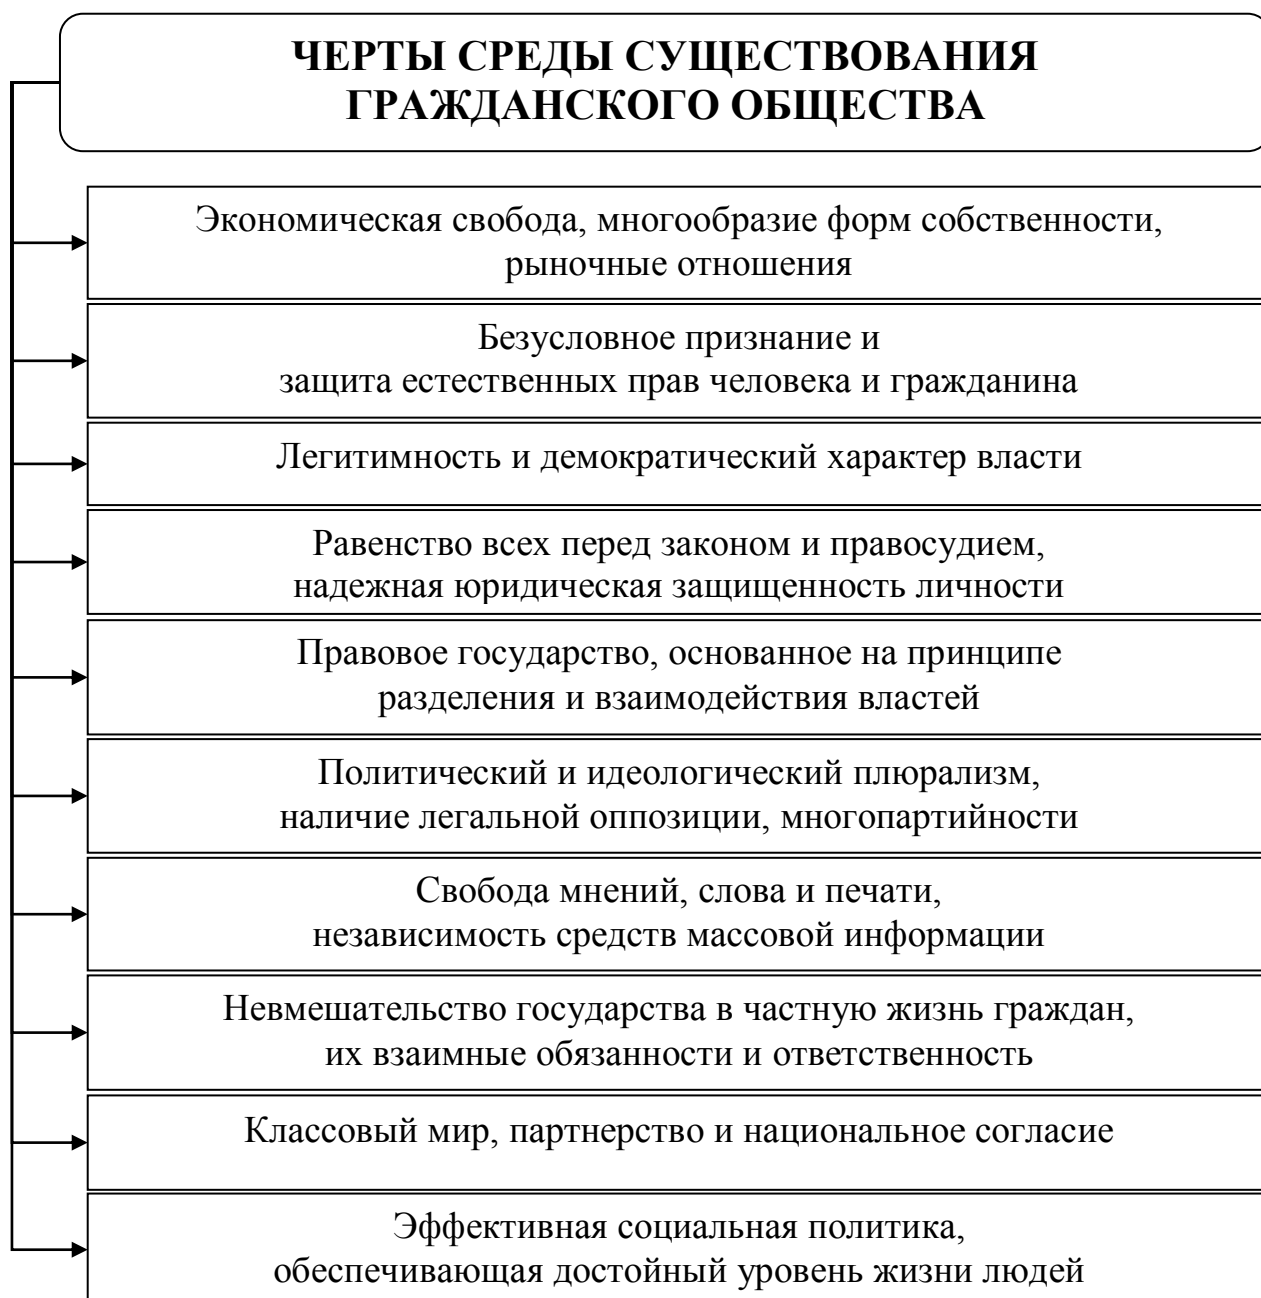 ЧЕРТЫ СРЕДЫ СУЩЕСТВОВАНИЯ
ГРАЖДАНСКОГО ОБЩЕСТВА
Экономическая свобода, многообразие форм собственности,
рыночные отношения
Безусловное признание и
защита естественных прав человека и гражданина
Легитимность и демократический характер власти
Равенство всех перед законом и правосудием,
надежная юридическая защищенность личности
Правовое государство, основанное на принципе
разделения и взаимодействия властей
Политический и идеологический плюрализм,
наличие легальной оппозиции, многопартийности
Свобода мнений, слова и печати,
независимость средств массовой информации
Невмешательство государства в частную жизнь граждан,
их взаимные обязанности и ответственность
Классовый мир, партнерство и национальное согласие
Эффективная социальная политика,
обеспечивающая достойный уровень жизни людей